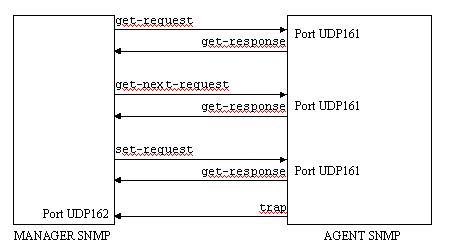 get-request
Port UDP161
get-response
get-next-request
get-response
Port UDP161
set-request
get-response
Port UDP161
Port UDP162
trap
MANAGER SNMP
AGENT SNMP